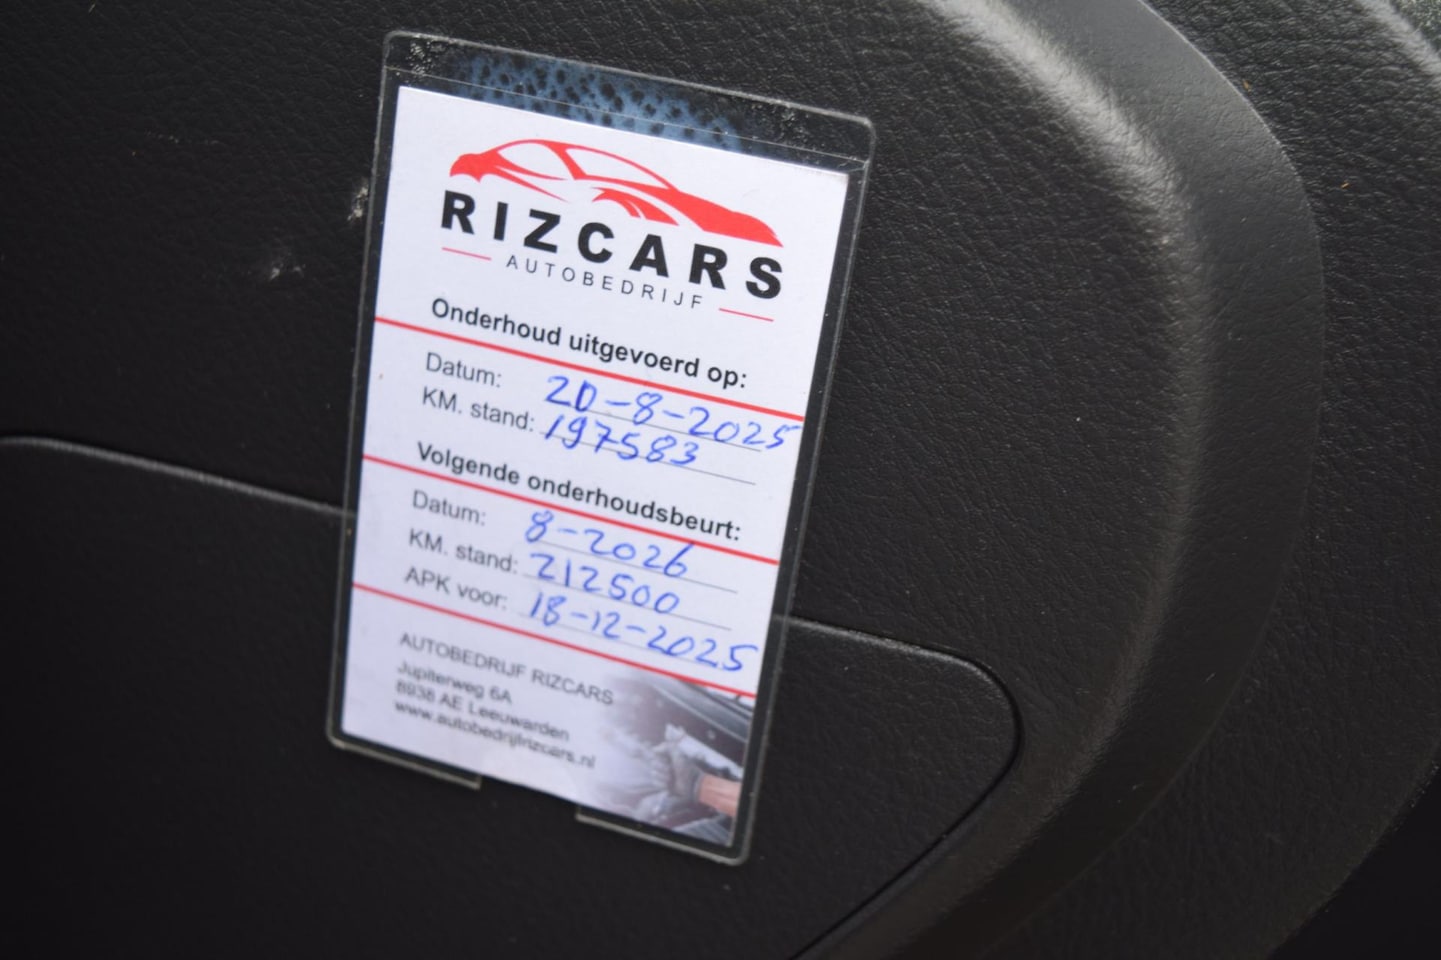 RIZCARS
AUTOBEDRIJF
Onderhoud uitgevoerd op:
Datum: 20-8-2025
KM. stand: 197583
Volgende onderhoudsbeurt:
Datum: 8-2026
KM. stand: 212500
APK voor: 18-12-2025
AUTOBEDRIJF RIZCARS
Jupiterweg 6A
8938 AE Leeuwarden
www.autobedrijfrizcars.nl